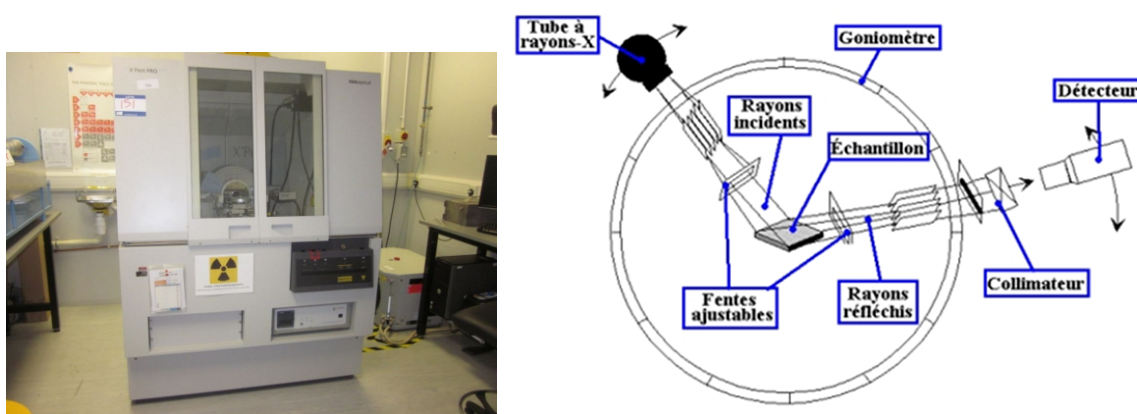 X'Pert PRO
151
Tube à
rayons-X
Goniomètre
Détecteur
Rayons
incidents
Échantillon
Fentes
ajustables
Rayons
réfléchis
Collimateur